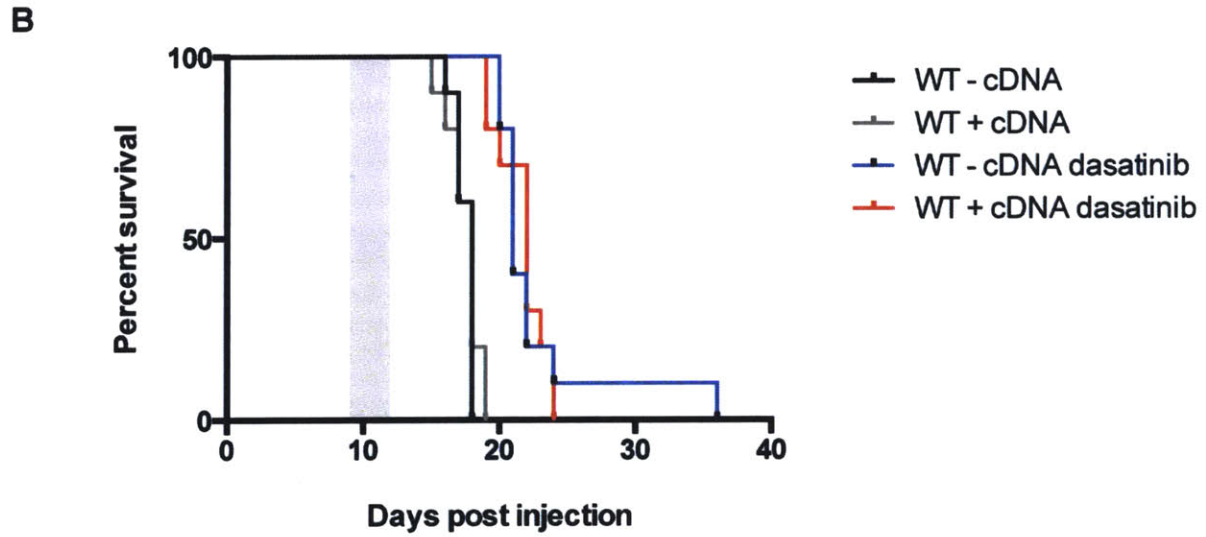 B
100
50
0
Percent survival
0 10 20 30 40
Days post injection
WT - cDNA
WT + cDNA
WT - cDNA dasatinib
WT + cDNA dasatinib